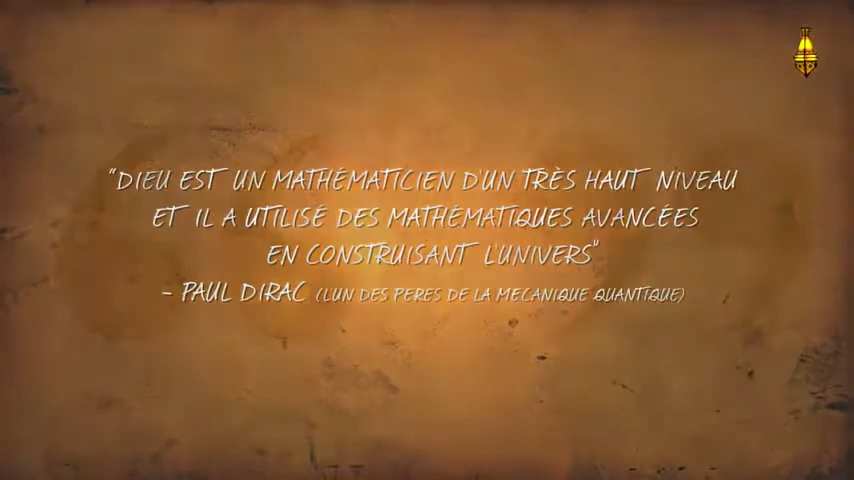 "DIEU EST UN MATHÉMATICIEN D'UN TRÈS HAUT NIVEAU
ET IL A UTILISÉ DES MATHÉMATIQUES AVANCÉES
EN CONSTRUISANT L'UNIVERS"
- PAUL DIRAC (L'UN DES PERES DE LA MECANIQUE QUANTIQUE)